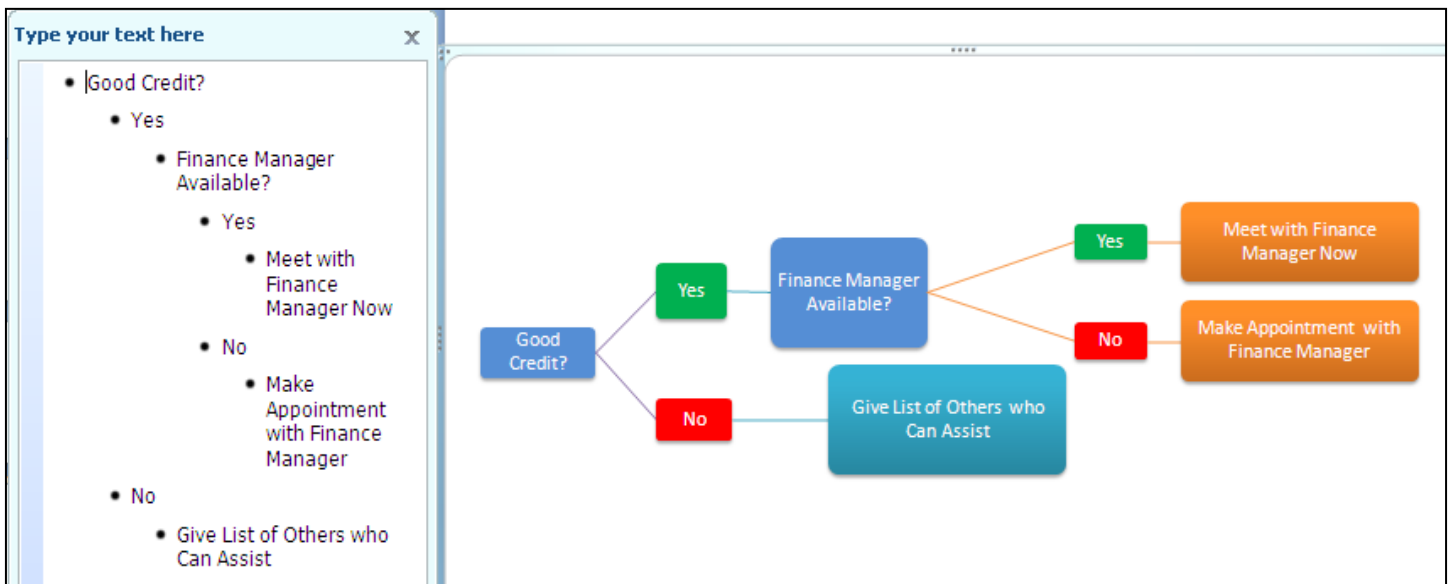 Type your text here
Good Credit?
Yes
Finance Manager
Available?
Yes
Meet with
Finance
Manager Now
No
Make
Appointment
with Finance
Manager
No
Give List of Others who
Can Assist
Good
Credit?
Yes
Finance Manager
Available?
Yes
Meet with Finance
Manager Now
No
Make Appointment with
Finance Manager
No
Give List of Others who
Can Assist